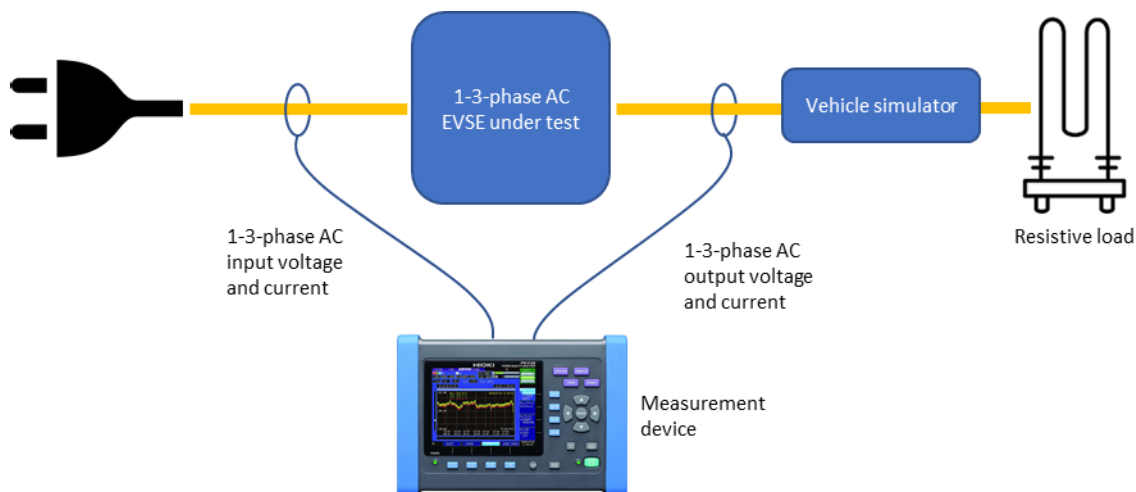 1-3-phase AC
EVSE under test
Vehicle simulator
1-3-phase AC
input voltage
and current
1-3-phase AC
output voltage
and current
Resistive load
HIOKI
Measurement
device